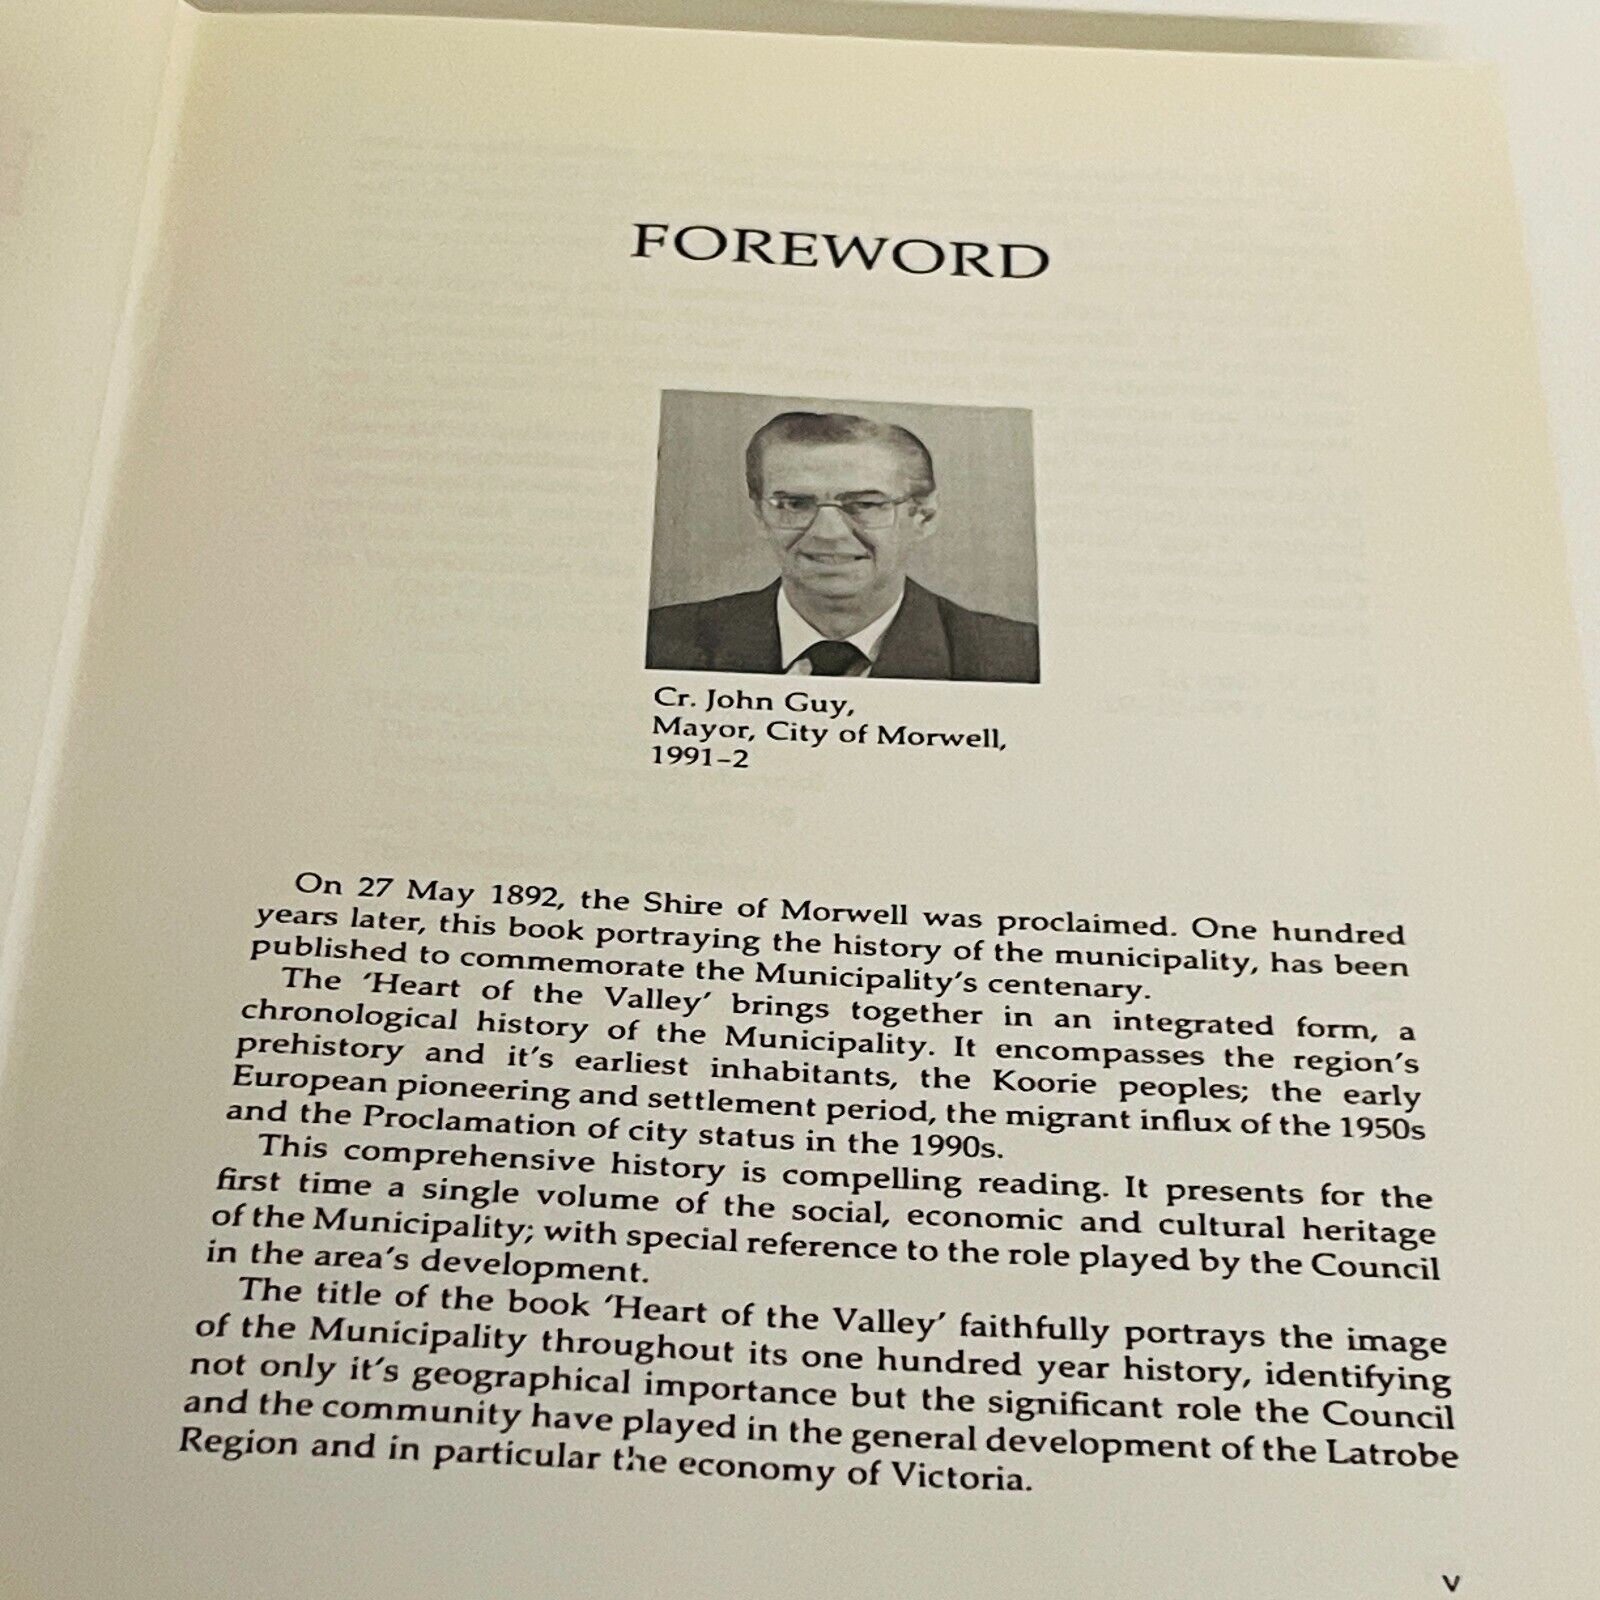 FOREWORD
Cr. John Guy,
Mayor, City of Morwell,
1991–2
On 27 May 1892, the Shire of Morwell was proclaimed. One hundred
years later, this book portraying the history of the municipality, has been
published to commemorate the Municipality's centenary.
The 'Heart of the Valley' brings together in an integrated form, a
chronological history of the Municipality. It encompasses the region's
prehistory and it's earliest inhabitants, the Koorie peoples; the early
European pioneering and settlement period, the migrant influx of the 1950s
and the Proclamation of city status in the 1990s.
This comprehensive history is compelling reading. It presents for the
first time a single volume of the social, economic and cultural heritage
of the Municipality; with special reference to the role played by the Council
in the area's development.
The title of the book 'Heart of the Valley' faithfully portrays the image
of the Municipality throughout its one hundred year history, identifying
not only it's geographical importance but the significant role the Council
and the community have played in the general development of the Latrobe
Region and in particular the economy of Victoria.
v